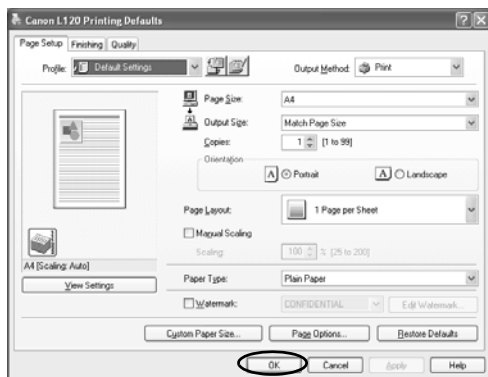 Canon L120 Printing Defaults
Page Setup Finishing Quality
Profile: Default Settings Output Method: Print
Page Size: A4
Output Size: Match Page Size
Copies: 1 [1 to 99]
Orientation
A Portrait A Landscape
Page Layout: 1 Page per Sheet
Manual Scaling
Scaling: 100 % [25 to 200]
A4 [Scaling: Auto]
View Settings
Paper Type: Plain Paper
Watermark: CONFIDENTIAL Edit Watermark...
Custom Paper Size... Page Options... Restore Defaults
OK Cancel Apply Help